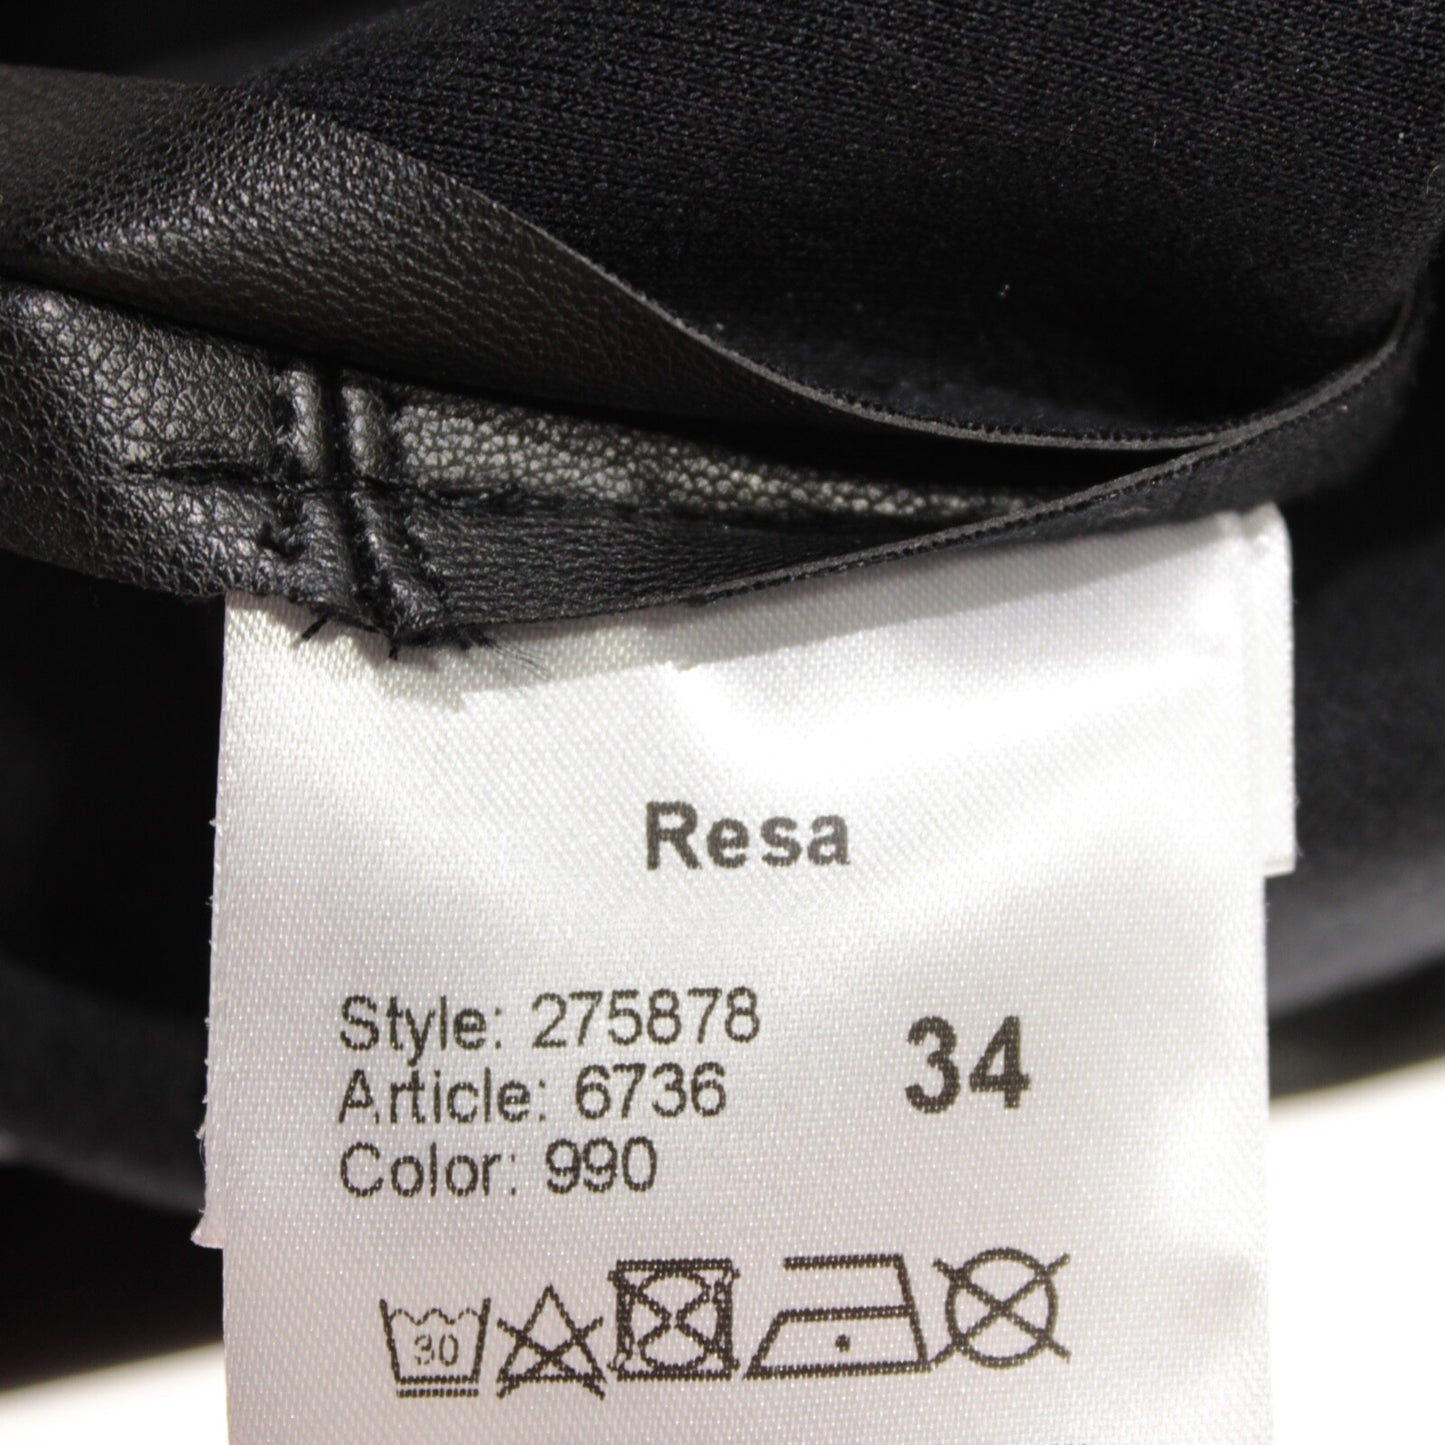 Resa
Style: 275878
Article: 6736
Color: 990
34
30